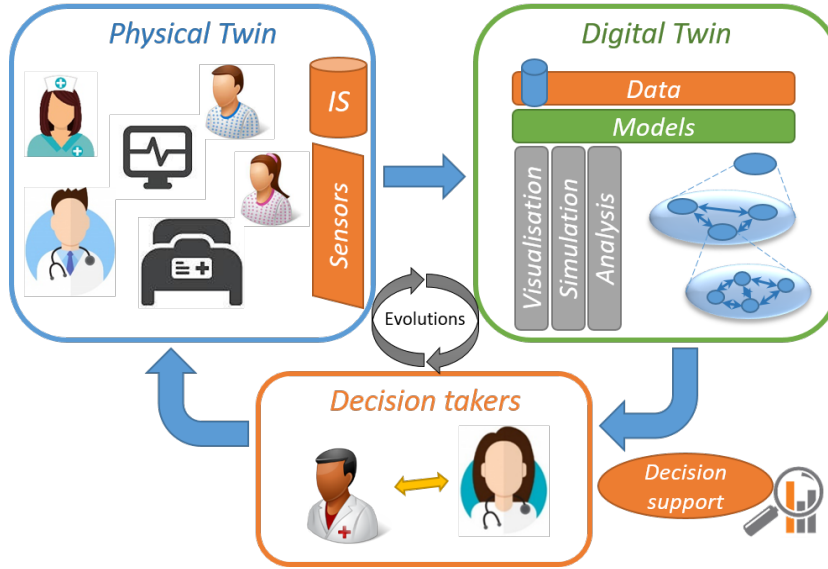 Physical Twin
IS
Sensors
Digital Twin
Data
Models
Visualisation
Simulation
Analysis
Evolutions
Decision takers
Decision
support